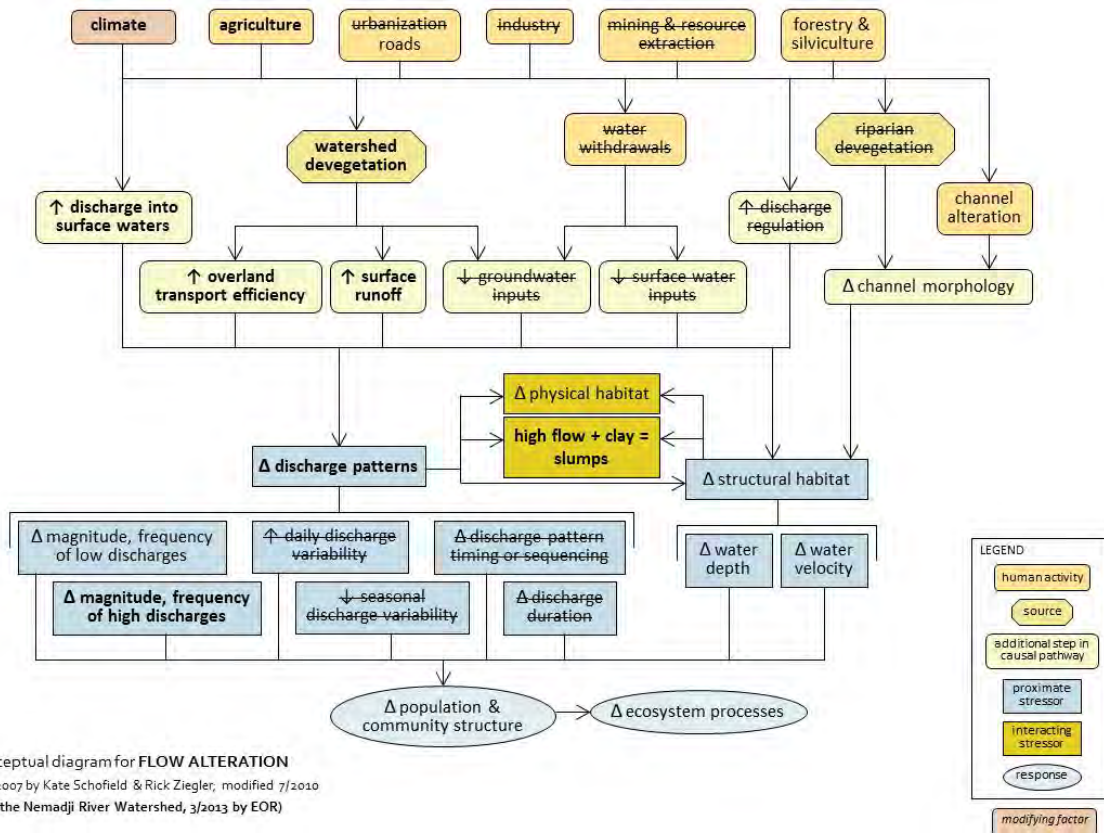 climate
agriculture
urbanization
roads
industry
mining & resource
extraction
forestry &
silviculture
watershed
devegetation
water
withdrawals
riparian
devegetation
↑ discharge into
surface waters
↑ discharge
regulation
channel
alteration
↑ overland
transport efficiency
↑ surface
runoff
↓ groundwater
inputs
↓ surface water
inputs
Δ channel morphology
Δ physical habitat
high flow + clay =
slumps
Δ discharge patterns
Δ structural habitat
Δ magnitude, frequency
of low discharges
↑ daily discharge
variability
Δ discharge pattern
timing or sequencing
Δ water
depth
Δ water
velocity
Δ magnitude, frequency
of high discharges
↓ seasonal
discharge variability
Δ discharge
duration
Δ population &
community structure
Δ ecosystem processes
LEGEND
human activity
source
additional step in
causal pathway
proximate
stressor
interacting
stressor
response
modifying factor
ceptual diagram for FLOW ALTERATION
2007 by Kate Schofield & Rick Ziegler, modified 7/2010
the Nemadji River Watershed, 3/2013 by EOR)